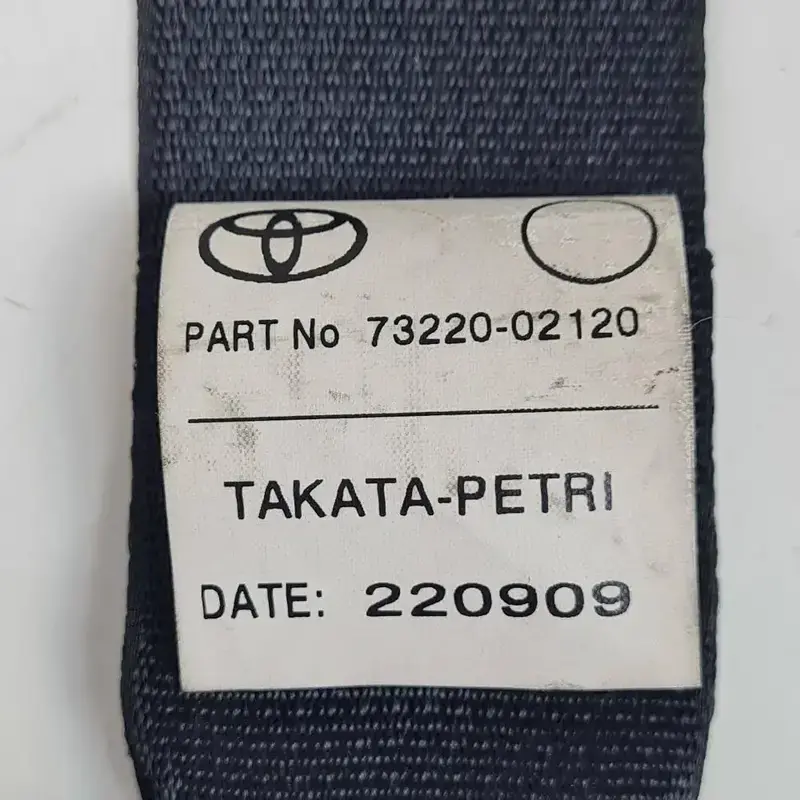 PART No 73220-02120
TAKATA-PETRI
DATE: 220909